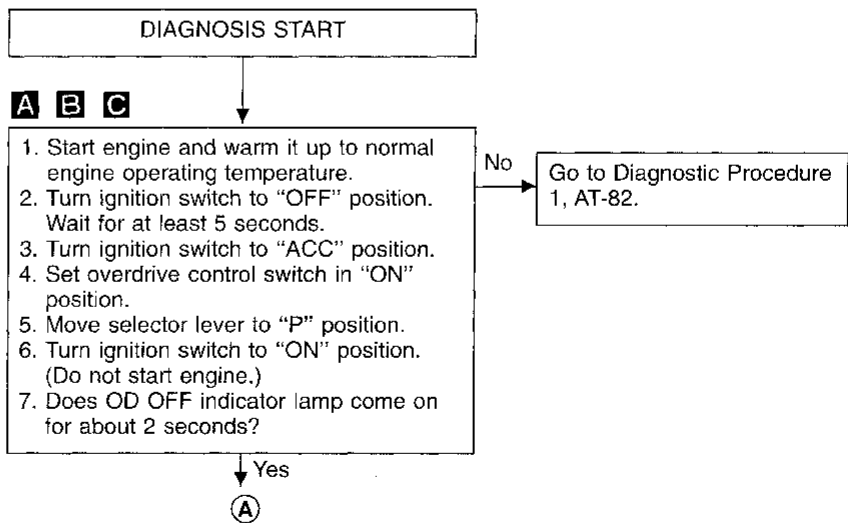 DIAGNOSIS START
A B C
1. Start engine and warm it up to normal
engine operating temperature.
2. Turn ignition switch to "OFF" position.
Wait for at least 5 seconds.
3. Turn ignition switch to "ACC" position.
4. Set overdrive control switch in "ON"
position.
5. Move selector lever to "P" position.
6. Turn ignition switch to "ON" position.
(Do not start engine.)
7. Does OD OFF indicator lamp come on
for about 2 seconds?
No
Go to Diagnostic Procedure
1, AT-82.
Yes
A